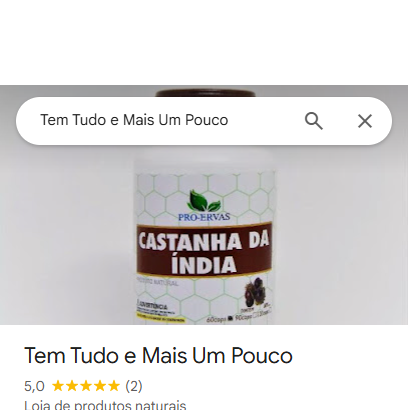 Tem Tudo e Mais Um Pouco
PRO-ERVAS
CASTANHA DA
ÍNDIA
Tem Tudo e Mais Um Pouco
5,0 (2)
Loja de produtos naturais